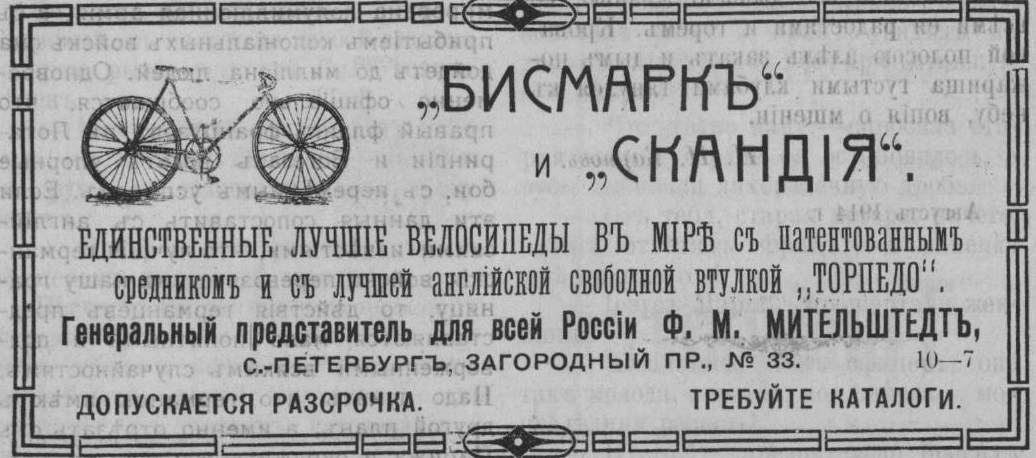 „БИСМАРКЪ“
и „СКАНДІЯ“.
ЕДИНСТВЕННЫЕ ЛУЧШІЕ ВЕЛОСИПЕДЫ ВЪ МІРѢ съ патентованнымъ
средникомъ и съ лучшей англійской свободной втулкой „ТОРПЕДО“
Генеральный представитель для всей Россіи Ф. М. МИТЕЛЬШТЕДТЪ,
С.-ПЕТЕРБУРГЪ, ЗАГОРОДНЫЙ ПР., № 33. 10—7
ДОПУСКАЕТСЯ РАЗСРОЧКА. ТРЕБУЙТЕ КАТАЛОГИ.